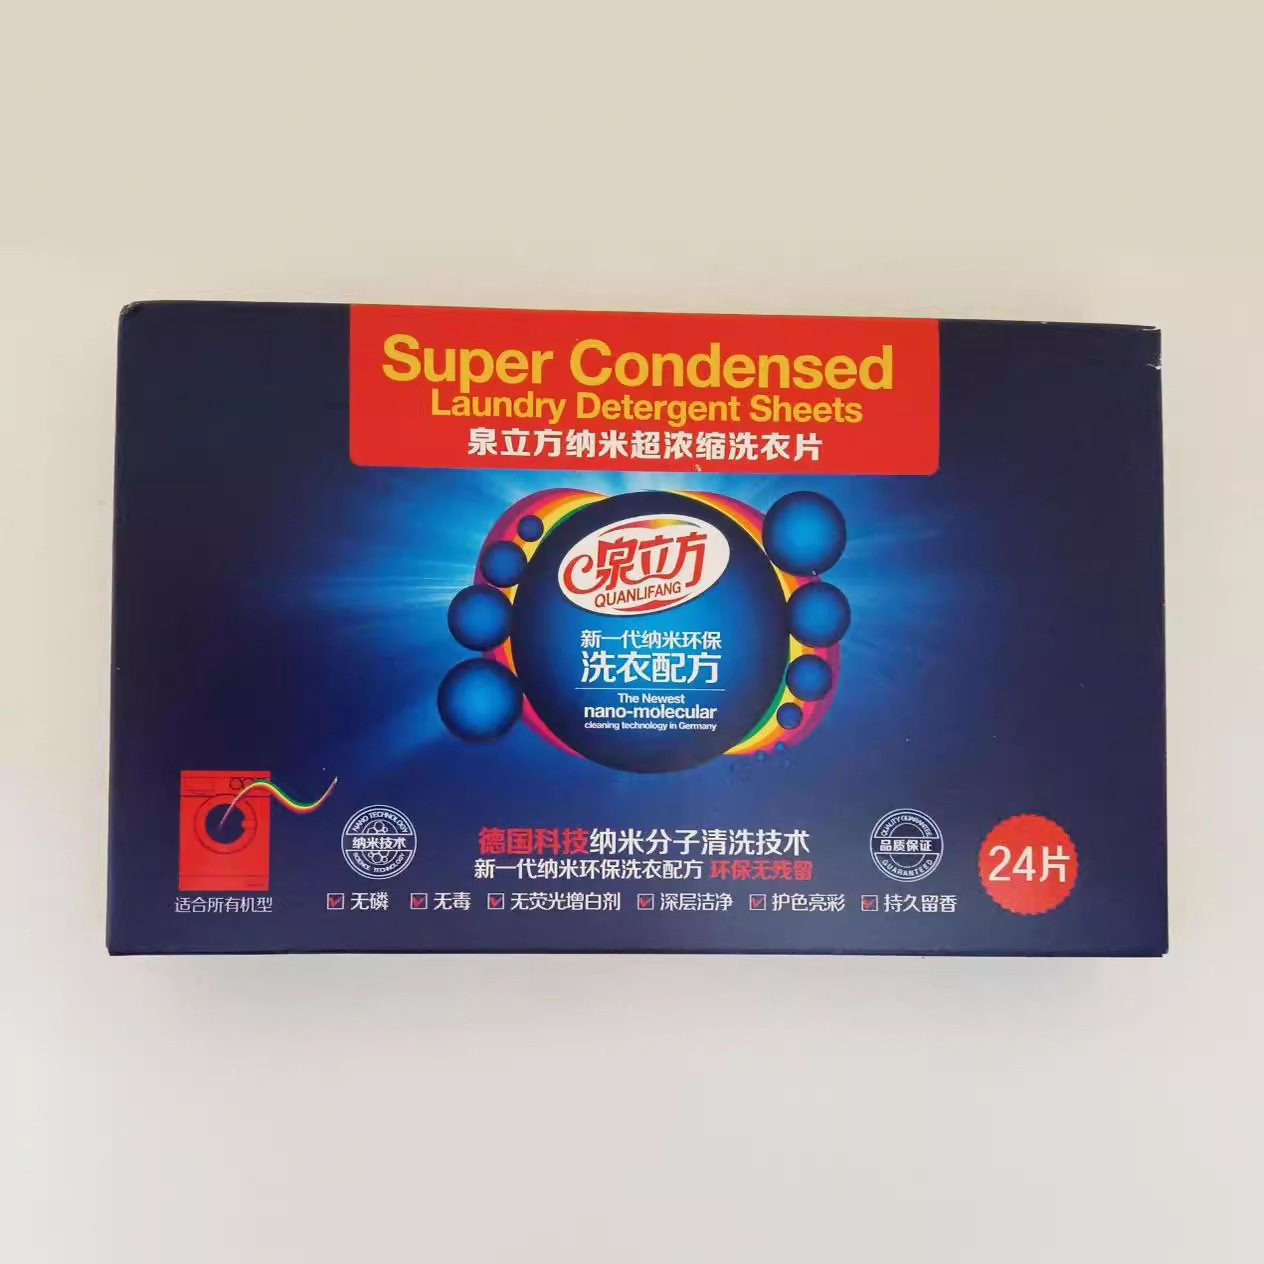 Super Condensed
Laundry Detergent Sheets
泉立方纳米超浓缩洗衣片
泉立方
QUANLIFANG
新一代纳米环保
洗衣配方
The Newest
nano-molecular
cleaning technology in Germany
适合所有机型
NANO TECHNOLOGY
纳米技术
SCIENCE TECHNOLOGY
德国科技纳米分子清洗技术
新一代纳米环保洗衣配方 环保无残留
QUALITY GUARANTEE
品质保证
GUARANTEED
24片
无磷 无毒 无荧光增白剂 深层洁净 护色亮彩 持久留香